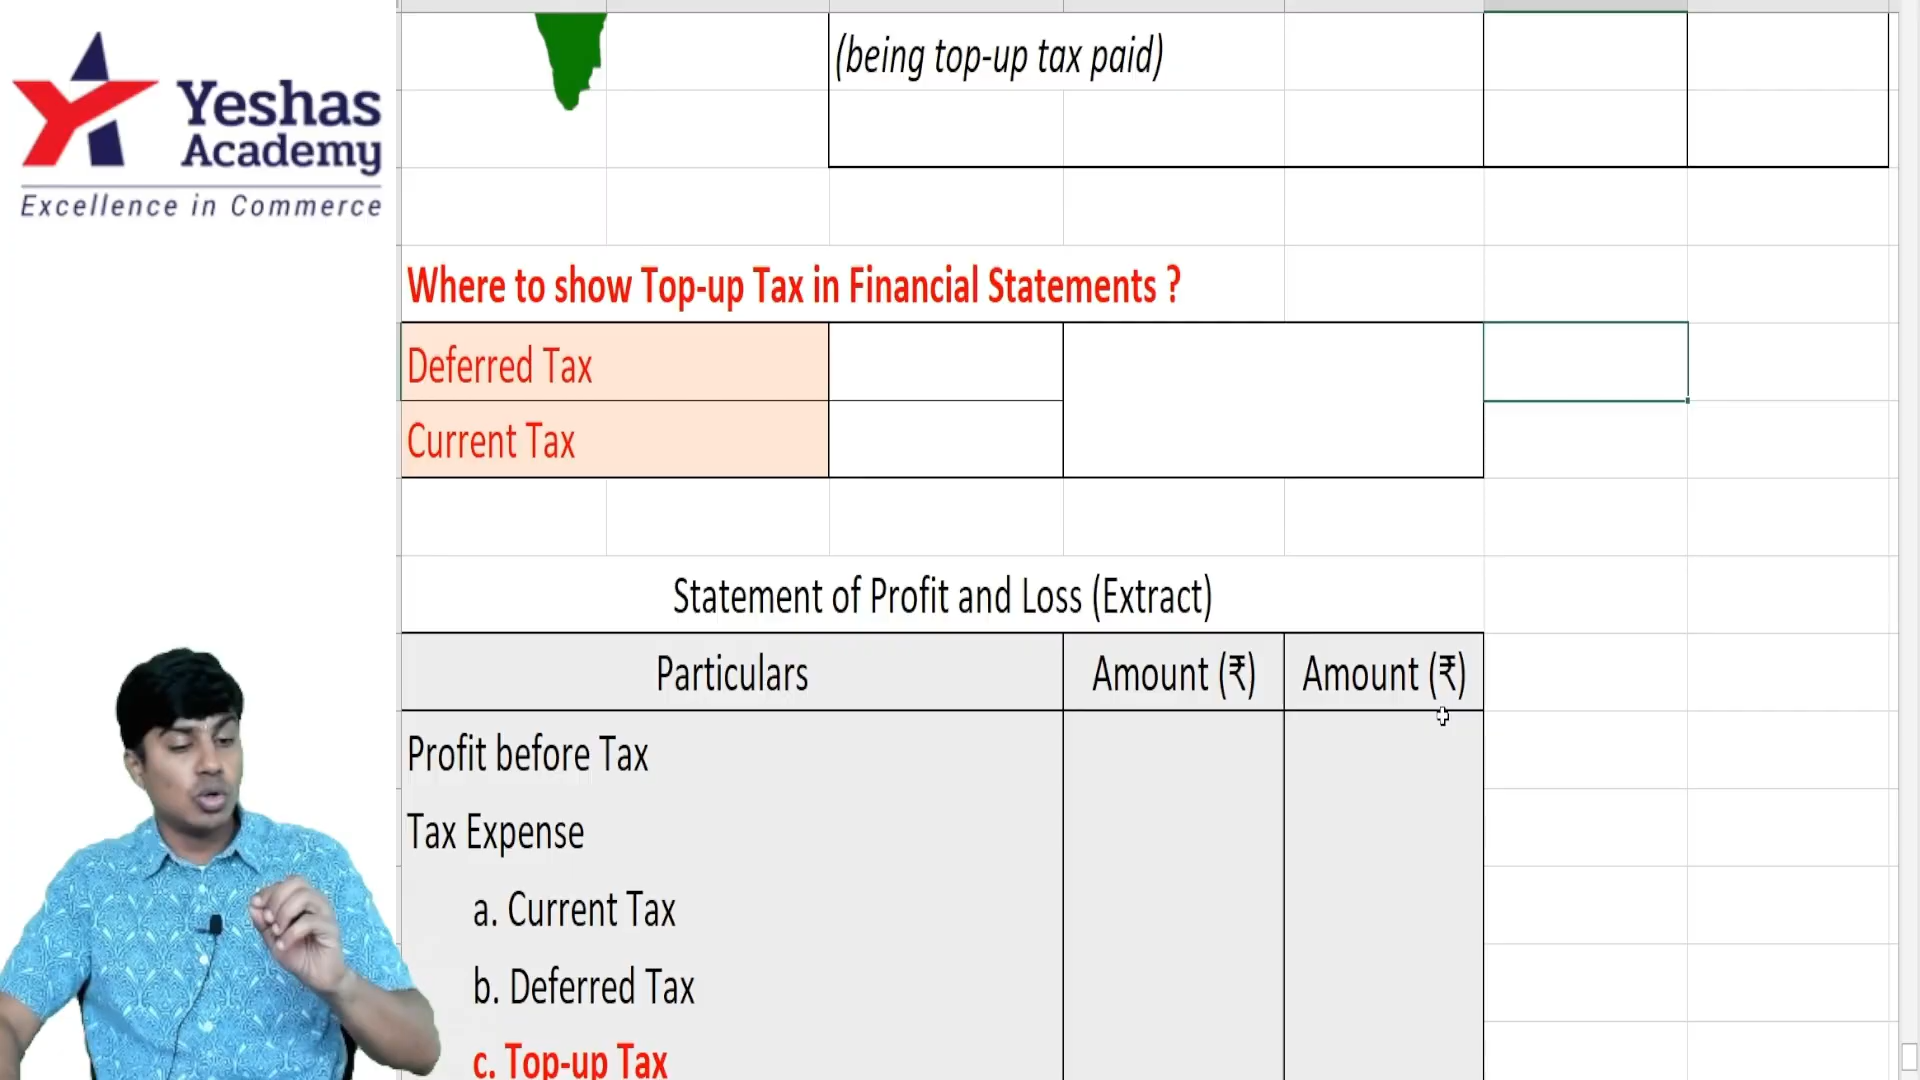 Yeshas
Academy
Excellence in Commerce
(being top-up tax paid)
Where to show Top-up Tax in Financial Statements ?
Deferred Tax
Current Tax
Statement of Profit and Loss (Extract)
Particulars Amount (₹) Amount (₹)
Profit before Tax
Tax Expense
a. Current Tax
b. Deferred Tax
c. Top-up Tax